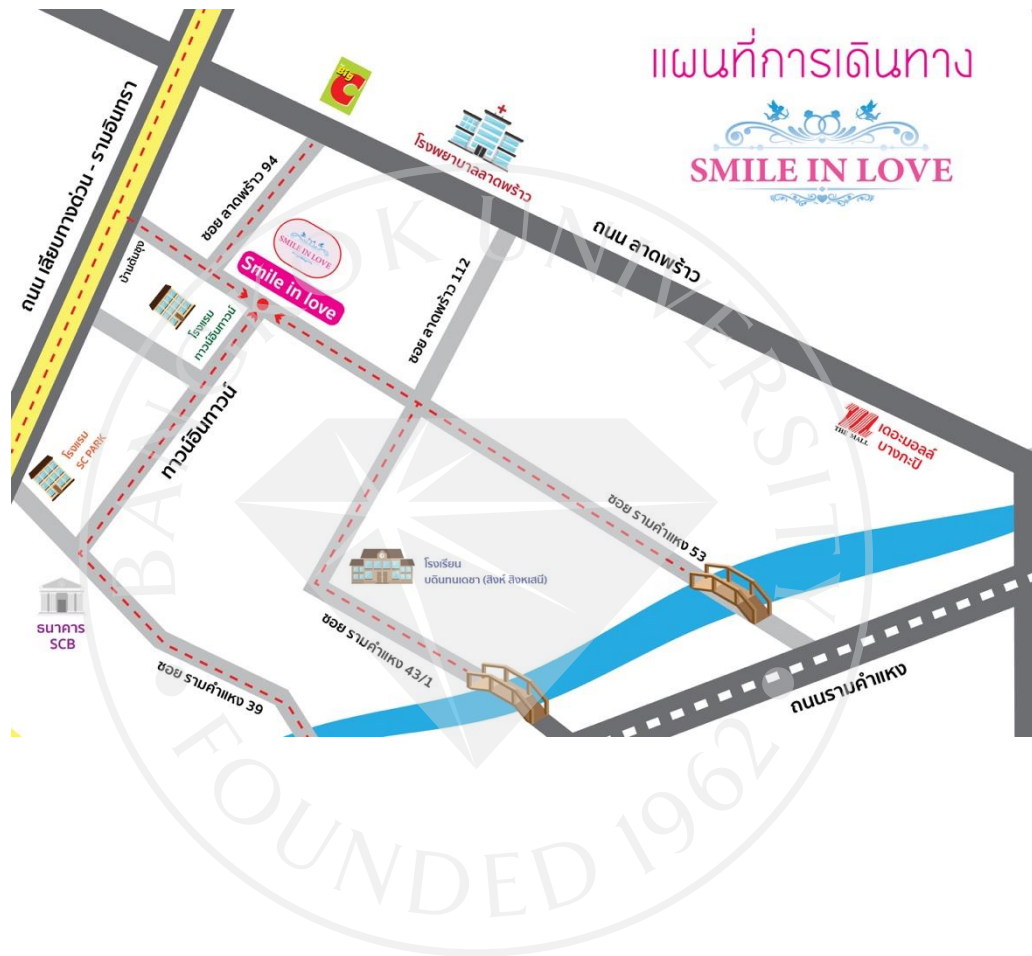 แผนที่การเดินทาง
SMILE IN LOVE
ถนน เลียบทางด่วน - รามอินทรา
Big
C
โรงพยาบาลลาดพร้าว
ซอย ลาดพร้าว 94
ถนน ลาดพร้าว
SMILE IN LOVE
Smile in love
บ้านต้นซุง
ซอย ลาดพร้าว 112
โรงแรม
ทาวน์อินทาวน์
ทาวน์อินทาวน์
โรงแรม
SC PARK
THE MALL
เดอะมอลล์
บางกะปิ
ซอย รามคำแหง 53
โรงเรียน
บดินทนเดชา (สิงห์ สิงหเสนี)
ธนาคาร
SCB
ซอย รามคำแหง 43/1
ซอย รามคำแหง 39
ถนนรามคำแหง
BANGKOK UNIVERSITY
FOUNDED 1962